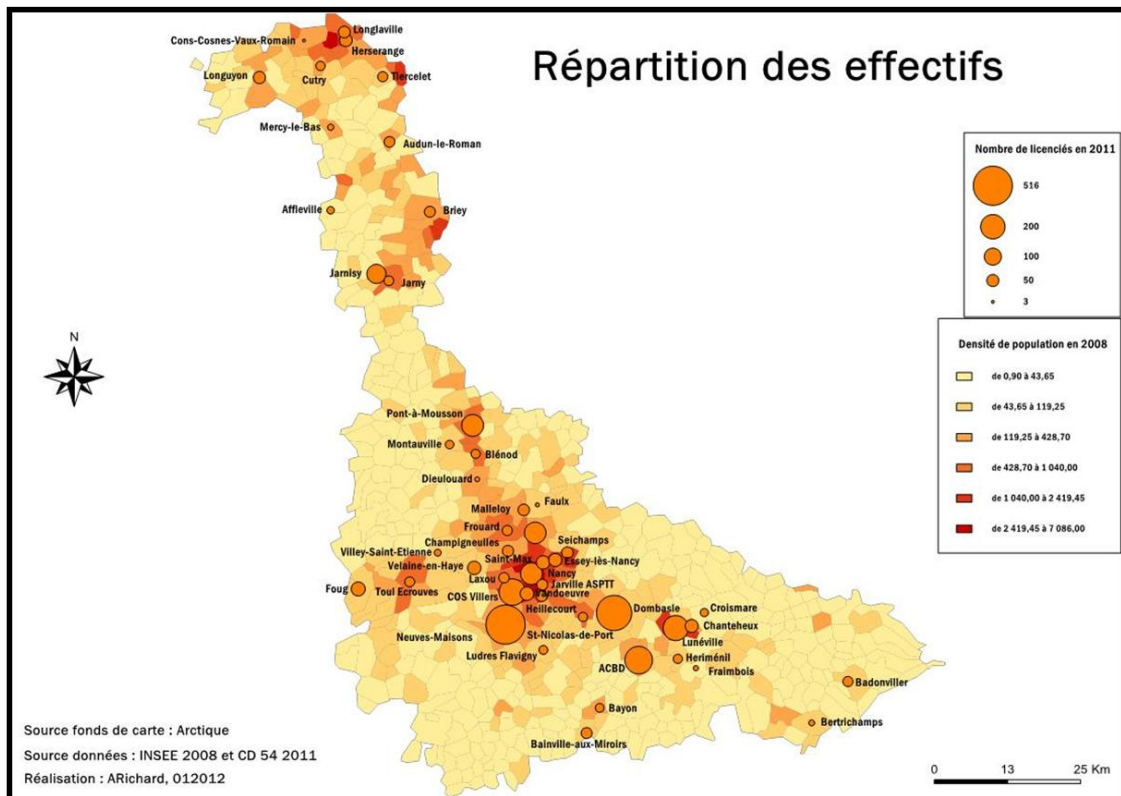 Répartition des effectifs
Longlaville
Cons-Cosnes-Vaux-Romain
Herserange
Longuyon
Cutry
Tiercelet
Mercy-le-Bas
Audun-le-Roman
Affleville
Briey
Jarnisy
Jarny
N
Pont-à-Mousson
Montauville
Blénod
Dieulouard
Faulx
Malleloy
Frouard
Champigneulles
Seichamps
Villey-Saint-Etienne
Saint-Max
Essey-lès-Nancy
Velaine-en-Haye
Nancy
Laxou
Jarville ASPTT
Foug
Toul Ecrouves
COS Villers
Vandoeuvre
Heillecourt
Dombasle
Croismare
Chanteheux
Neuves-Maisons
St-Nicolas-de-Port
Lunéville
Ludres Flavigny
ACBD
Heriménil
Fraimbois
Badonviller
Bayon
Bertrichamps
Bainville-aux-Miroirs
Nombre de licenciés en 2011
516
200
100
50
3
Densité de population en 2008
de 0,90 à 43,65
de 43,65 à 119,25
de 119,25 à 428,70
de 428,70 à 1 040,00
de 1 040,00 à 2 419,45
de 2 419,45 à 7 086,00
Source fonds de carte : Arctique
Source données : INSEE 2008 et CD 54 2011
Réalisation : ARichard, 012012
0 13 25 Km